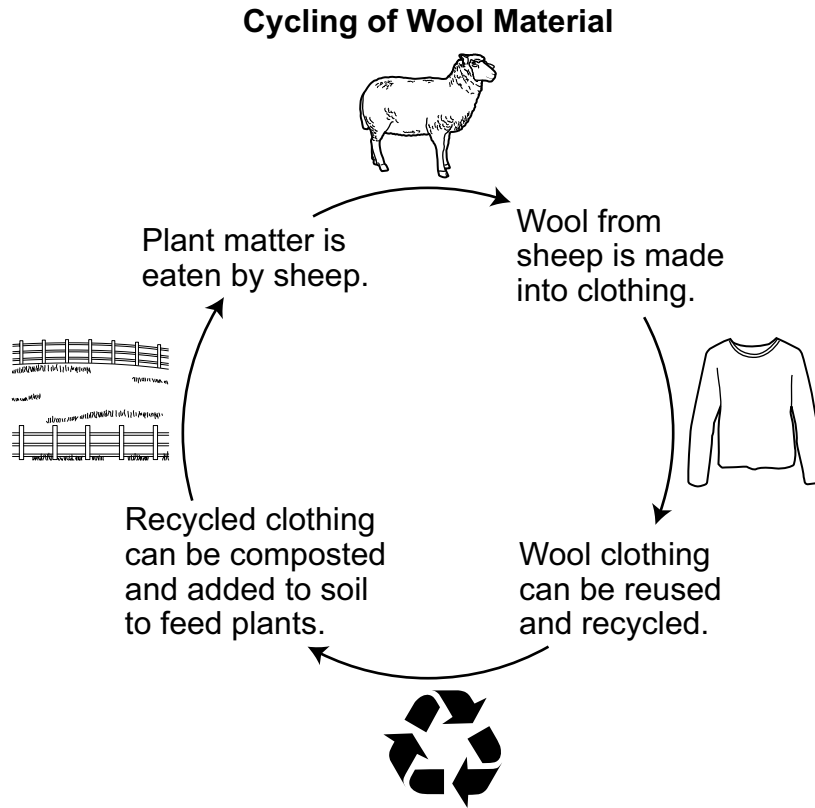 Cycling of Wool Material
Plant matter is
eaten by sheep.
Wool from
sheep is made
into clothing.
Wool clothing
can be reused
and recycled.
Recycled clothing
can be composted
and added to soil
to feed plants.